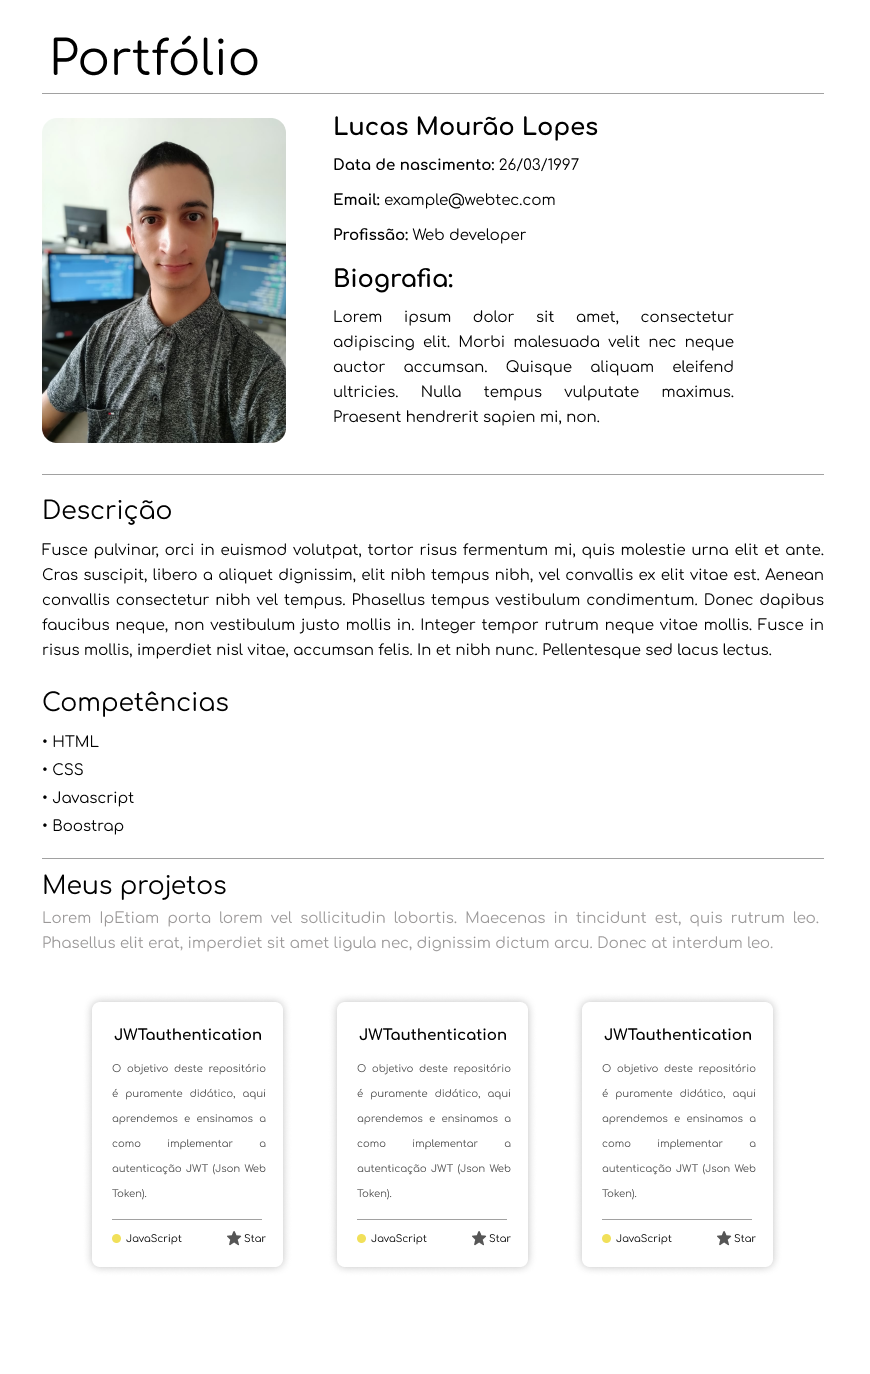 Portfólio
Lucas Mourão Lopes
Data de nascimento: 26/03/1997
Email: example@webtec.com
Profissão: Web developer
Biografia:
Lorem ipsum dolor sit amet, consectetur
adipiscing elit. Morbi malesuada velit nec neque
auctor accumsan. Quisque aliquam eleifend
ultricies. Nulla tempus vulputate maximus.
Praesent hendrerit sapien mi, non.
Descrição
Fusce pulvinar, orci in euismod volutpat, tortor risus fermentum mi, quis molestie urna elit et ante.
Cras suscipit, libero a aliquet dignissim, elit nibh tempus nibh, vel convallis ex elit vitae est. Aenean
convallis consectetur nibh vel tempus. Phasellus tempus vestibulum condimentum. Donec dapibus
faucibus neque, non vestibulum justo mollis in. Integer tempor rutrum neque vitae mollis. Fusce in
risus mollis, imperdiet nisl vitae, accumsan felis. In et nibh nunc. Pellentesque sed lacus lectus.
Competências
• HTML
• CSS
• Javascript
• Boostrap
Meus projetos
Lorem IpEtiam porta lorem vel sollicitudin lobortis. Maecenas in tincidunt est, quis rutrum leo.
Phasellus elit erat, imperdiet sit amet ligula nec, dignissim dictum arcu. Donec at interdum leo.
JWTauthentication
O objetivo deste repositório
é puramente didático, aqui
aprendemos e ensinamos a
como implementar a
autenticação JWT (Json Web
Token).
JavaScript Star
JWTauthentication
O objetivo deste repositório
é puramente didático, aqui
aprendemos e ensinamos a
como implementar a
autenticação JWT (Json Web
Token).
JavaScript Star
JWTauthentication
O objetivo deste repositório
é puramente didático, aqui
aprendemos e ensinamos a
como implementar a
autenticação JWT (Json Web
Token).
JavaScript Star